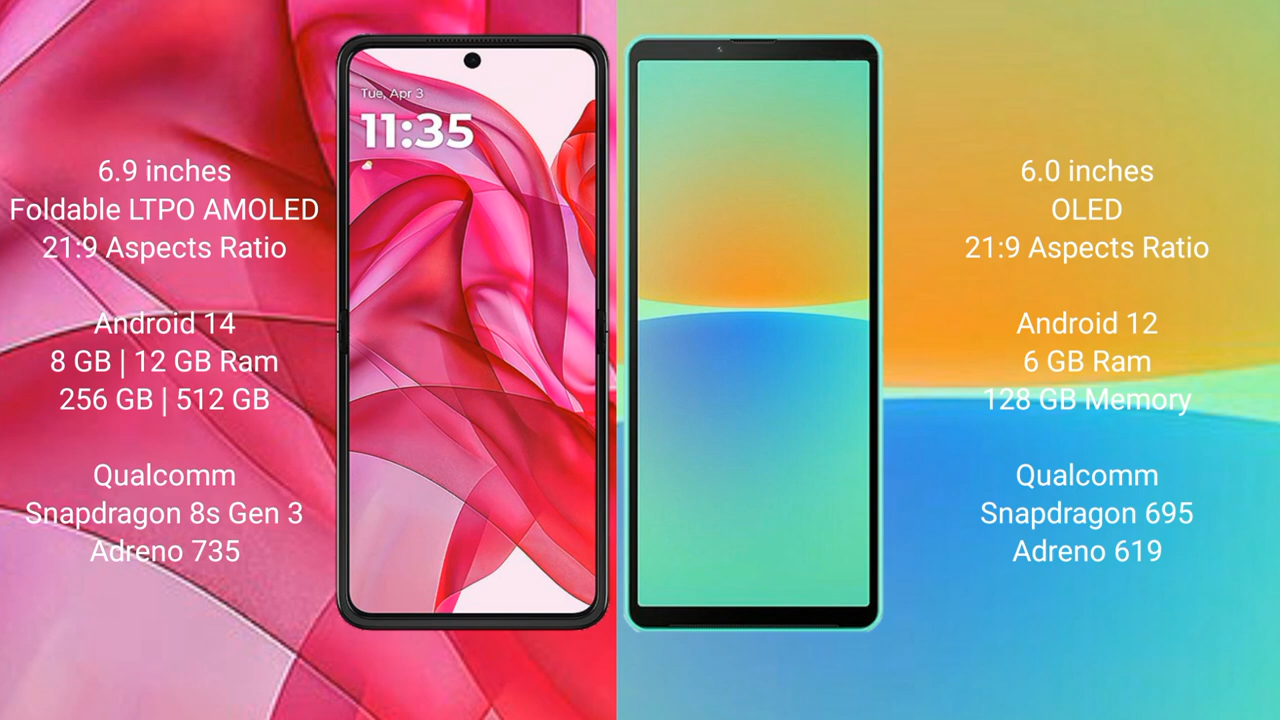 6.9 inches
Foldable LTPO AMOLED
21:9 Aspects Ratio
Android 14
8 GB | 12 GB Ram
256 GB | 512 GB
Qualcomm
Snapdragon 8s Gen 3
Adreno 735
Tue, Apr 3
11:35
6.0 inches
OLED
21:9 Aspects Ratio
Android 12
6 GB Ram
128 GB Memory
Qualcomm
Snapdragon 695
Adreno 619